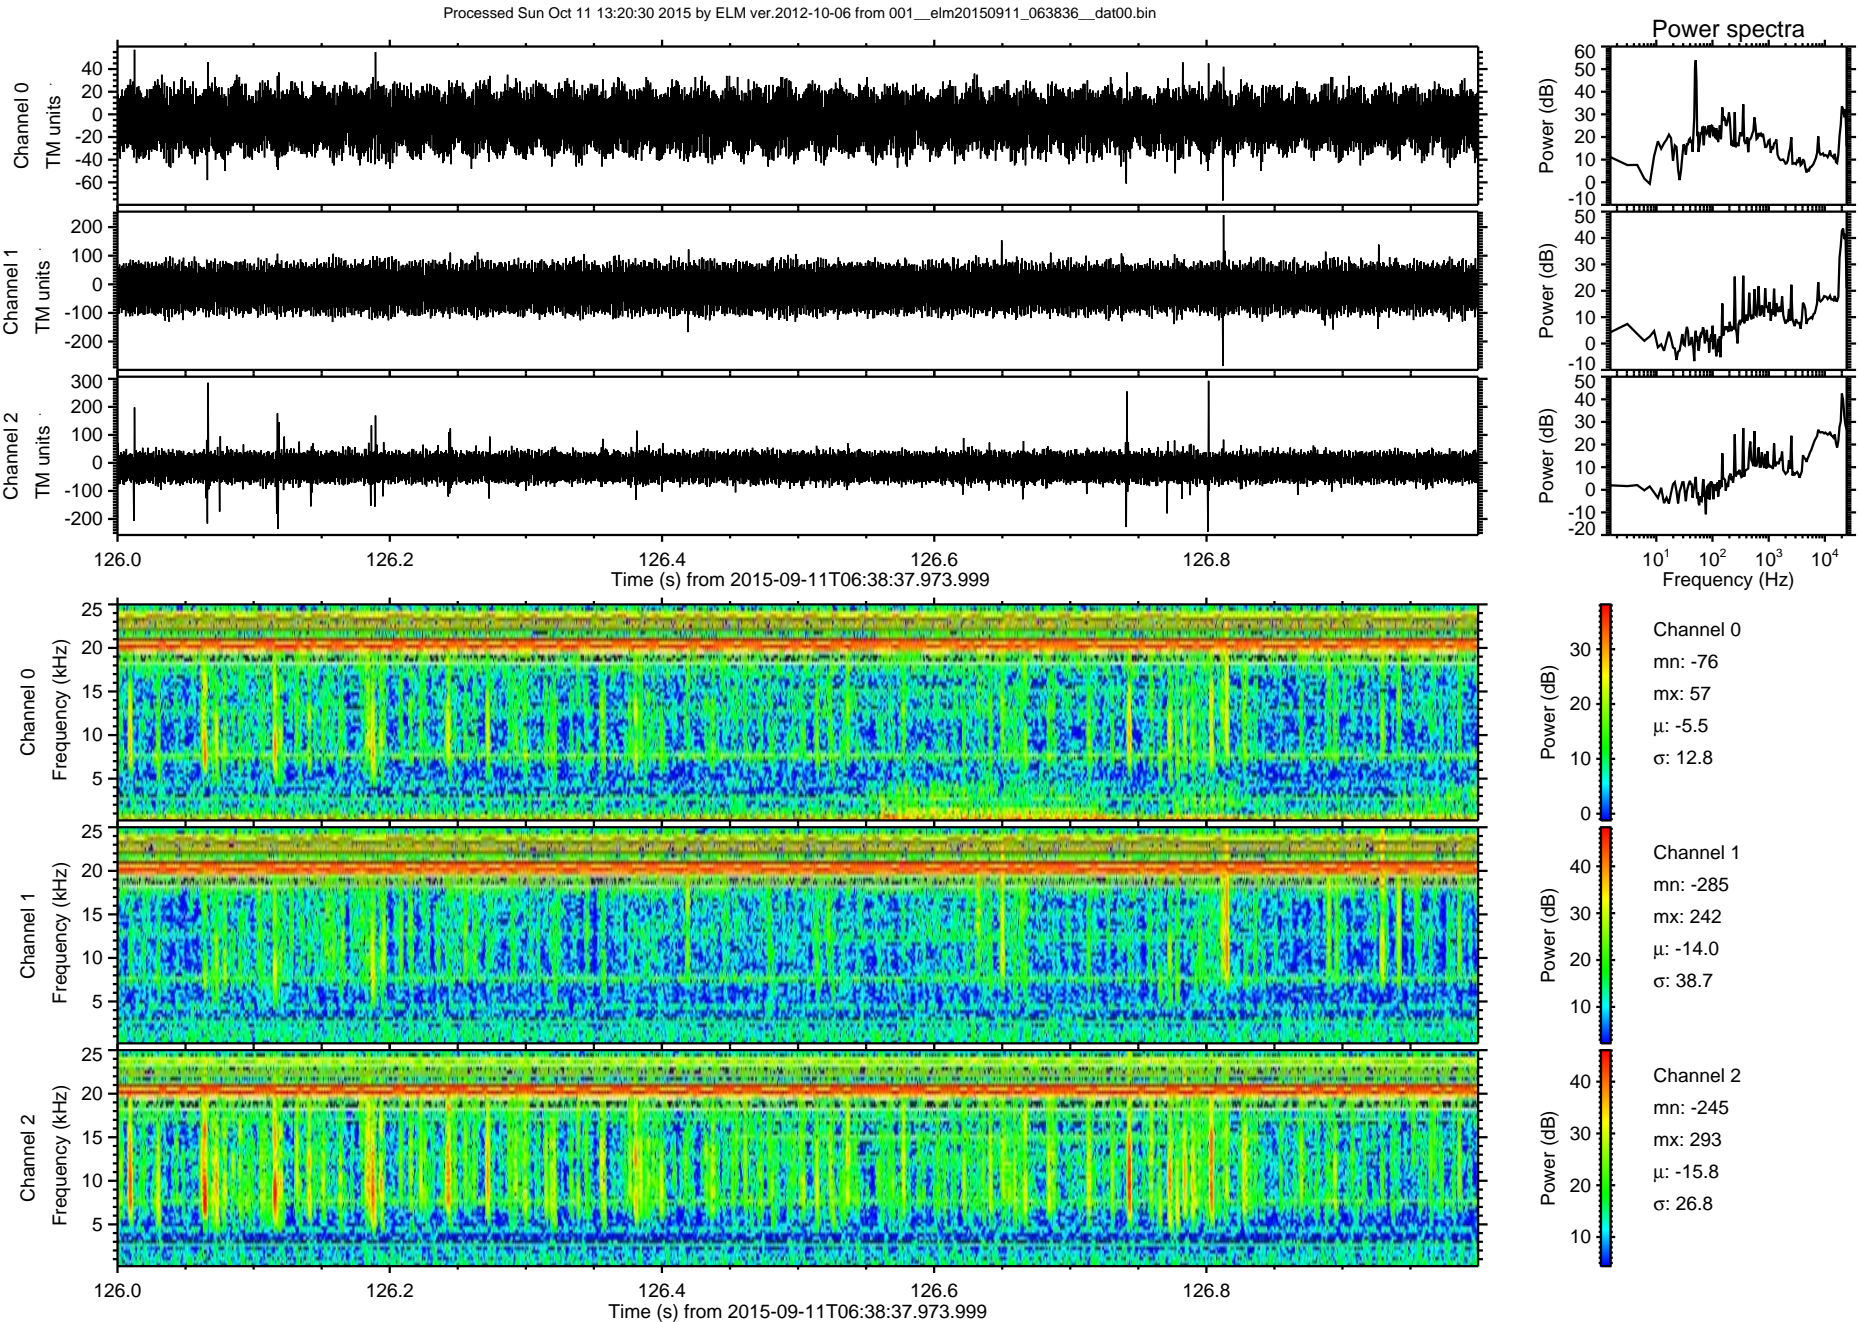 Processed Sun Oct 11 13:20:30 2015 by ELM ver.2012-10-06 from 001__elm20150911_063836__dat00.bin
Power spectra
Channel 0
TM units
40
20
0
-20
-40
-60
Power (dB)
60
50
40
30
20
10
0
-10
Channel 1
TM units
200
100
0
-100
-200
Power (dB)
50
40
30
20
10
0
-10
Channel 2
TM units
300
200
100
0
-100
-200
Power (dB)
50
40
30
20
10
0
-10
-20
126.0 126.2 126.4 126.6 126.8
Time (s) from 2015-09-11T06:38:37.973.999
10^1 10^2 10^3 10^4
Frequency (Hz)
Channel 0
Frequency (kHz)
25
20
15
10
5
Power (dB)
30
20
10
0
Channel 0
mn: -76
mx: 57
µ: -5.5
σ: 12.8
Channel 1
Frequency (kHz)
25
20
15
10
5
Power (dB)
40
30
20
10
Channel 1
mn: -285
mx: 242
µ: -14.0
σ: 38.7
Channel 2
Frequency (kHz)
25
20
15
10
5
Power (dB)
40
30
20
10
Channel 2
mn: -245
mx: 293
µ: -15.8
σ: 26.8
126.0 126.2 126.4 126.6 126.8
Time (s) from 2015-09-11T06:38:37.973.999